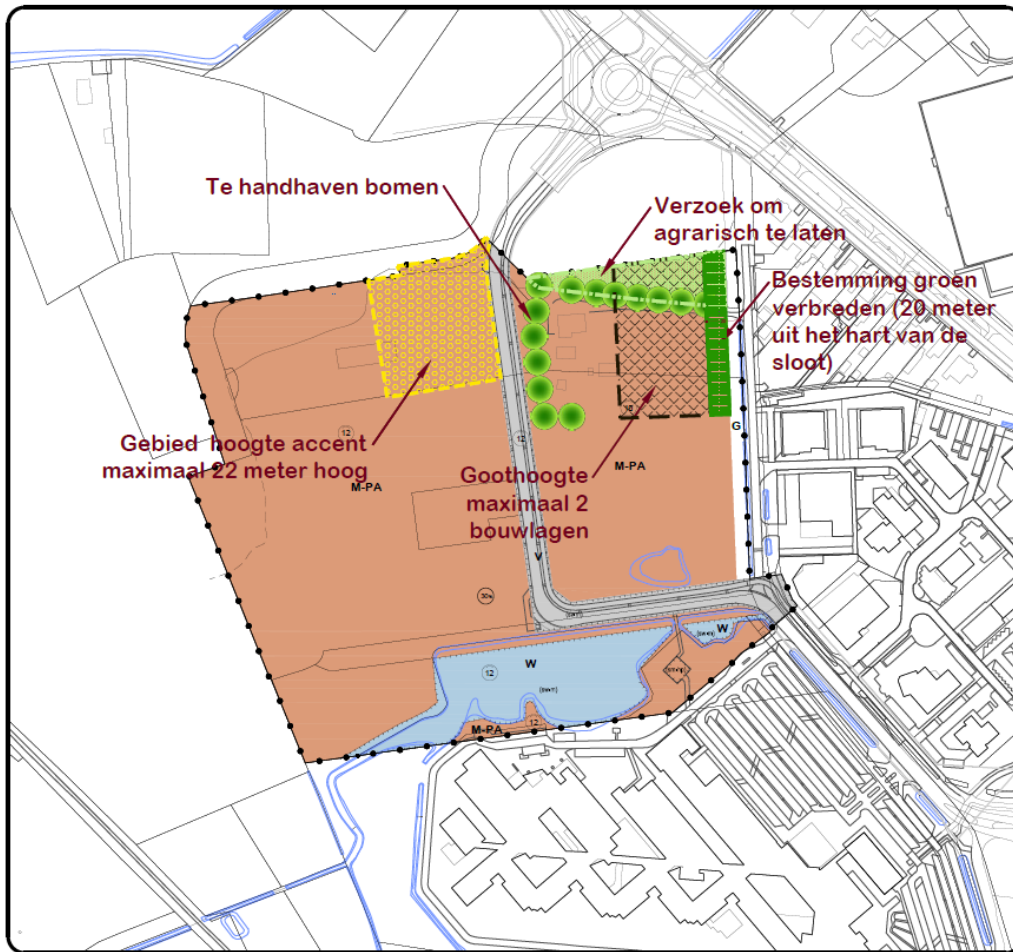 Te handhaven bomen
Verzoek om
agrarisch te laten
Bestemming groen
verbreden (20 meter
uit het hart van de
sloot)
Gebied hoogte accent
maximaal 22 meter hoog
Goothoogte
maximaal 2
bouwlagen
12
12
M-PA
M-PA
G
V
W
W
12
M-PA
12